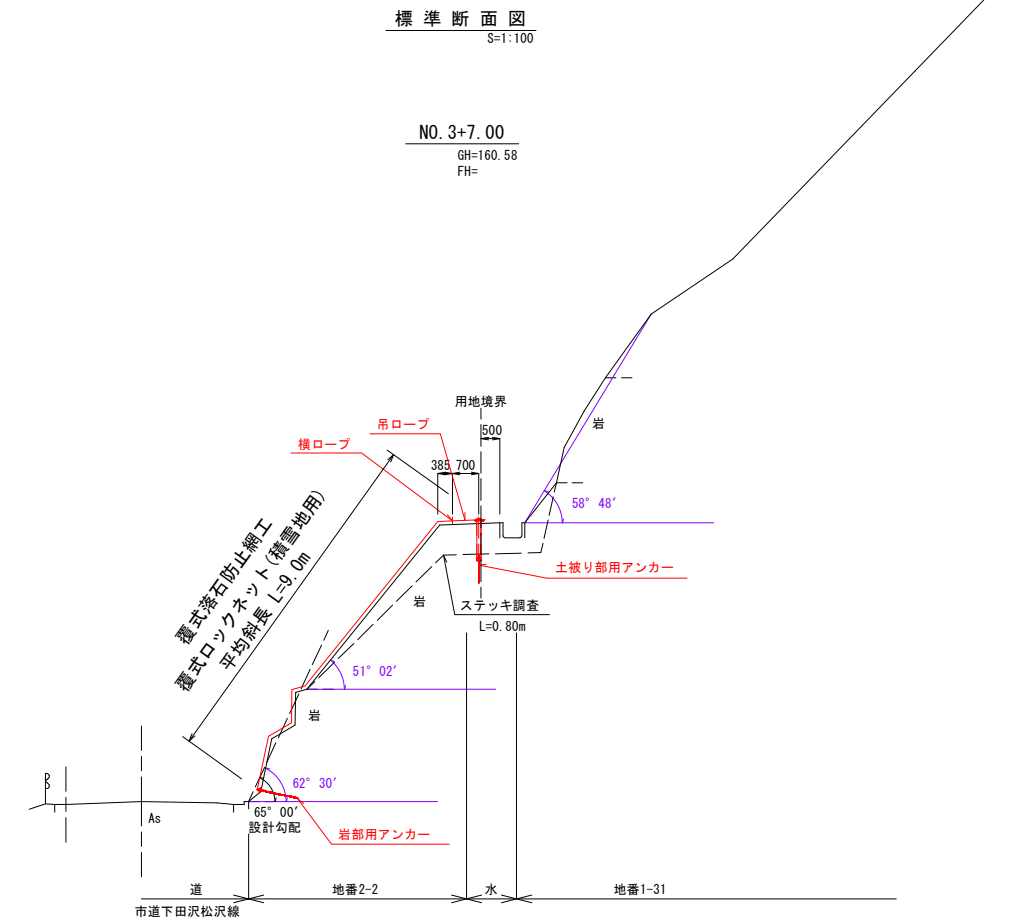 標準断面図
S=1:100
NO.3+7.00
GH=160.58
FH=
用地境界
500
吊ロープ
横ロープ
385
700
岩
58° 48′
覆式落石防止網工
覆式ロックネット(積雪地用)
平均斜長 L=9.0m
土被り部用アンカー
岩
ステッキ調査
L=0.80m
51° 02′
岩
62° 30′
65° 00′
設計勾配
As
岩部用アンカー
道
地番2-2
水
地番1-31
市道下田沢松沢線